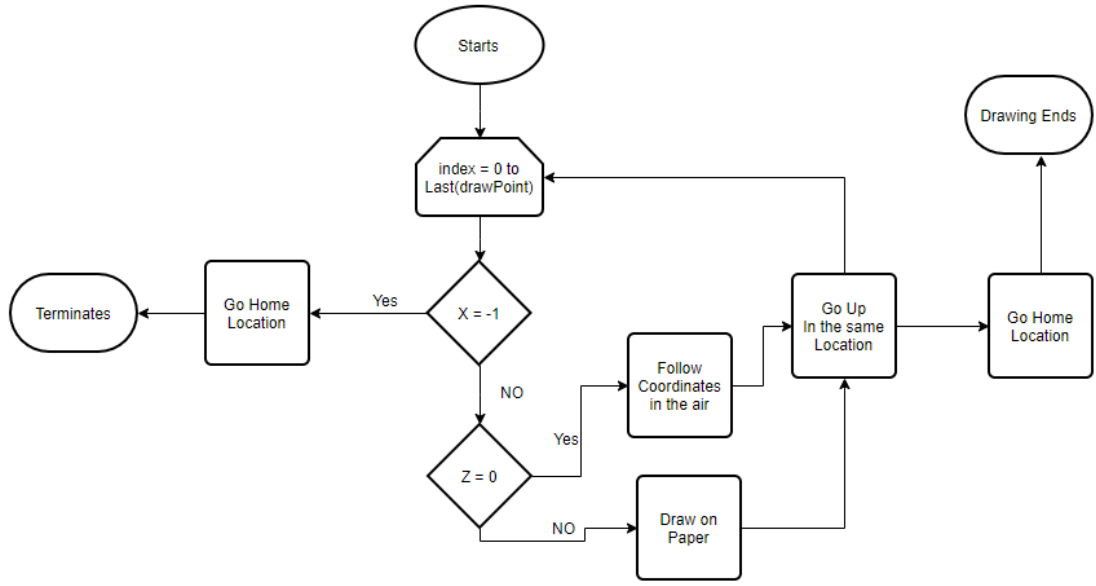 Starts
Drawing Ends
index = 0 to
Last(drawPoint)
Terminates
Go Home
Location
Yes
X = -1
Go Up
In the same
Location
Go Home
Location
NO
Follow
Coordinates
in the air
Yes
Z = 0
NO
Draw on
Paper